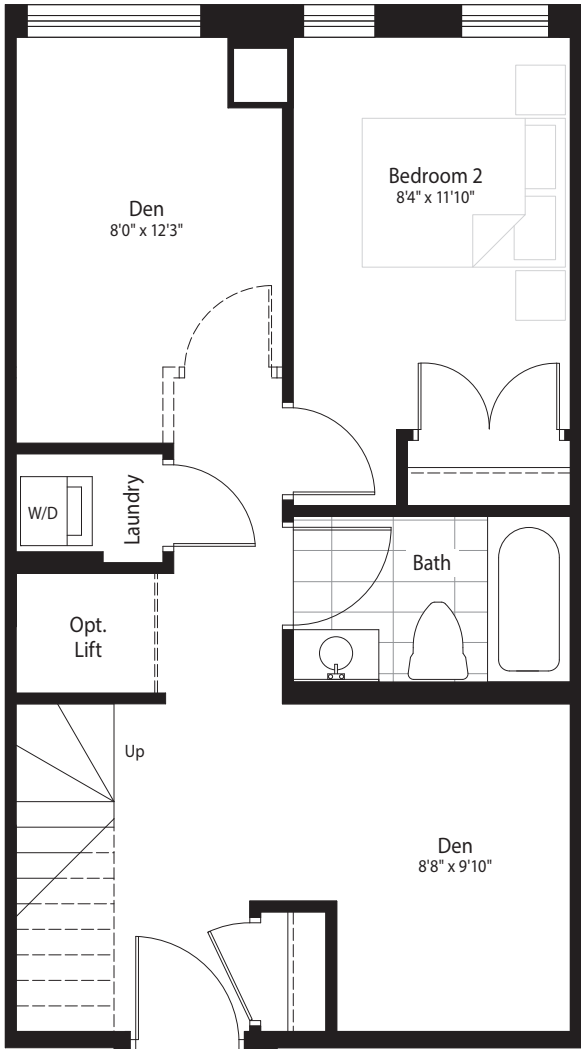 Den
8'0" x 12'3"
Bedroom 2
8'4" x 11'10"
W/D
Laundry
Bath
Opt.
Lift
Up
Den
8'8" x 9'10"